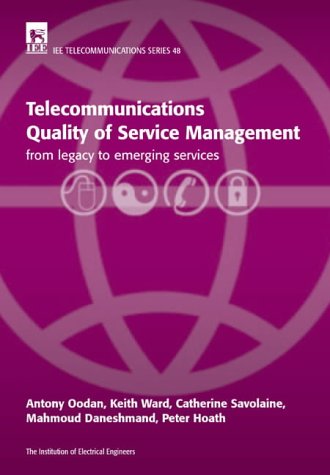 IEE
IEE TELECOMMUNICATIONS SERIES 48
Telecommunications
Quality of Service Management
from legacy to emerging services
Antony Oodan, Keith Ward, Catherine Savolaine,
Mahmoud Daneshmand, Peter Hoath
The Institution of Electrical Engineers